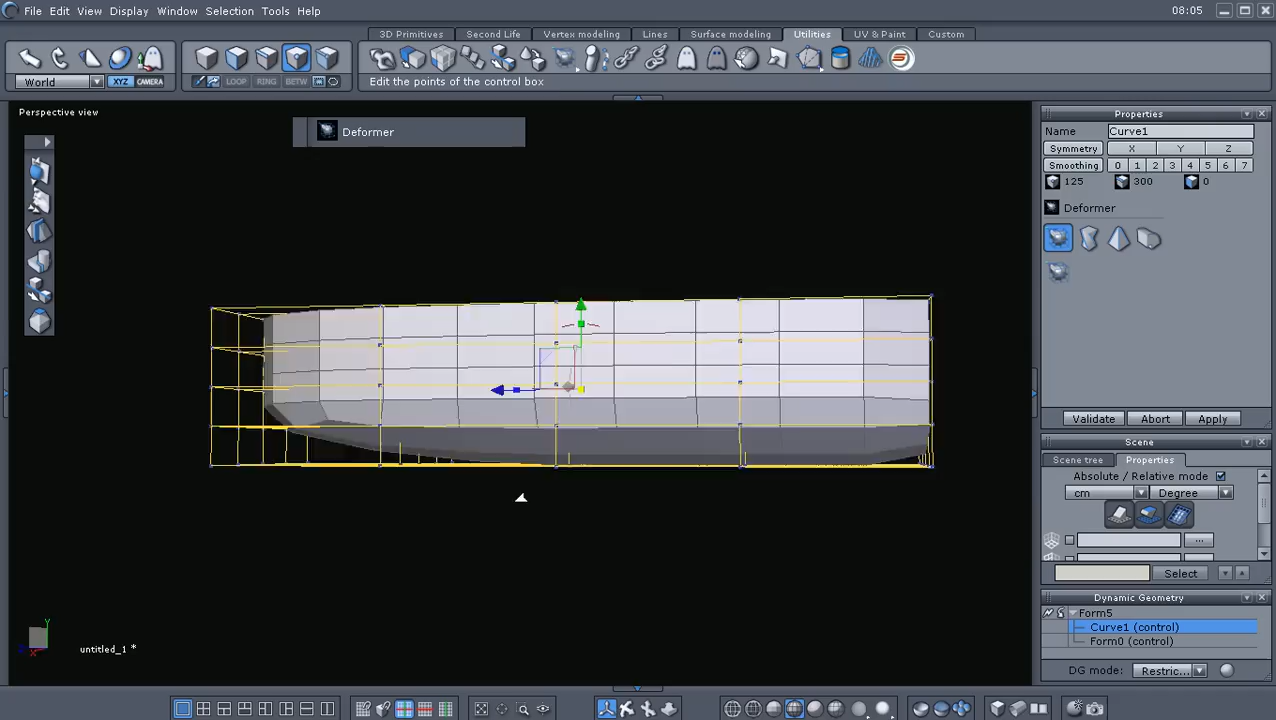 File Edit View Display Window Selection Tools Help 08:05
3D Primitives Second Life Vertex modeling Lines Surface modeling Utilities UV & Paint Custom
World XYZ CAMERA LOOP RING BETW Edit the points of the control box
Perspective view
Deformer
Properties
Name Curve1
Symmetry X Y Z
Smoothing 0 1 2 3 4 5 6 7
125 300 0
Deformer
Validate Abort Apply
Scene
Scene tree Properties
Absolute / Relative mode
cm Degree
...
Select
Dynamic Geometry
Form5
Curve1 (control)
Form0 (control)
DG mode: Restric...
Y
X
untitled_1 *